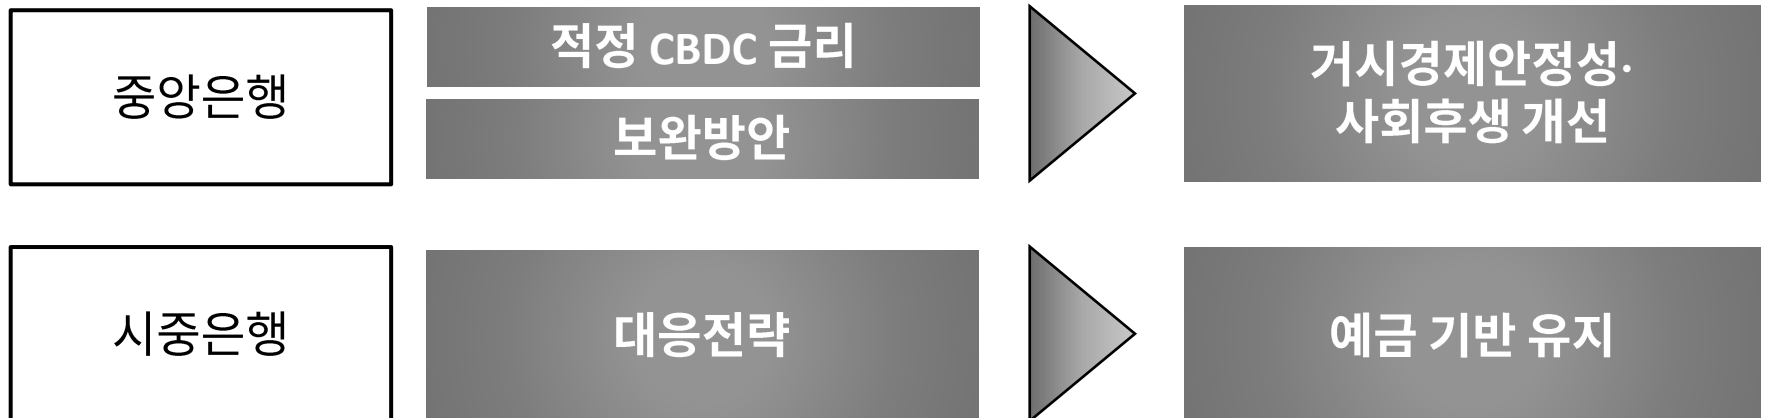 중앙은행
적정 CBDC 금리
보완방안
거시경제안정성·
사회후생 개선
시중은행
대응전략
예금 기반 유지